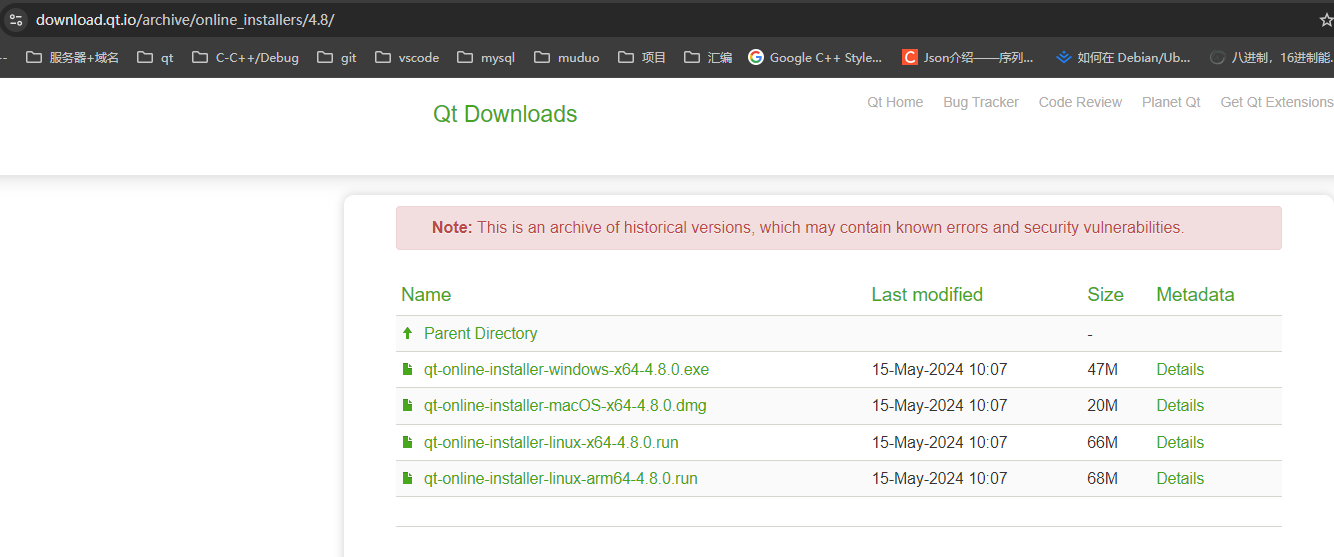 download.qt.io/archive/online_installers/4.8/
服务器+域名 qt C-C++/Debug git vscode mysql muduo 项目 汇编 Google C++ Style... Json介绍——序列... 如何在 Debian/Ub... 八进制，16进制能...
Qt Downloads
Qt Home Bug Tracker Code Review Planet Qt Get Qt Extensions
Note: This is an archive of historical versions, which may contain known errors and security vulnerabilities.
Name Last modified Size Metadata
Parent Directory -
qt-online-installer-windows-x64-4.8.0.exe 15-May-2024 10:07 47M Details
qt-online-installer-macOS-x64-4.8.0.dmg 15-May-2024 10:07 20M Details
qt-online-installer-linux-x64-4.8.0.run 15-May-2024 10:07 66M Details
qt-online-installer-linux-arm64-4.8.0.run 15-May-2024 10:07 68M Details